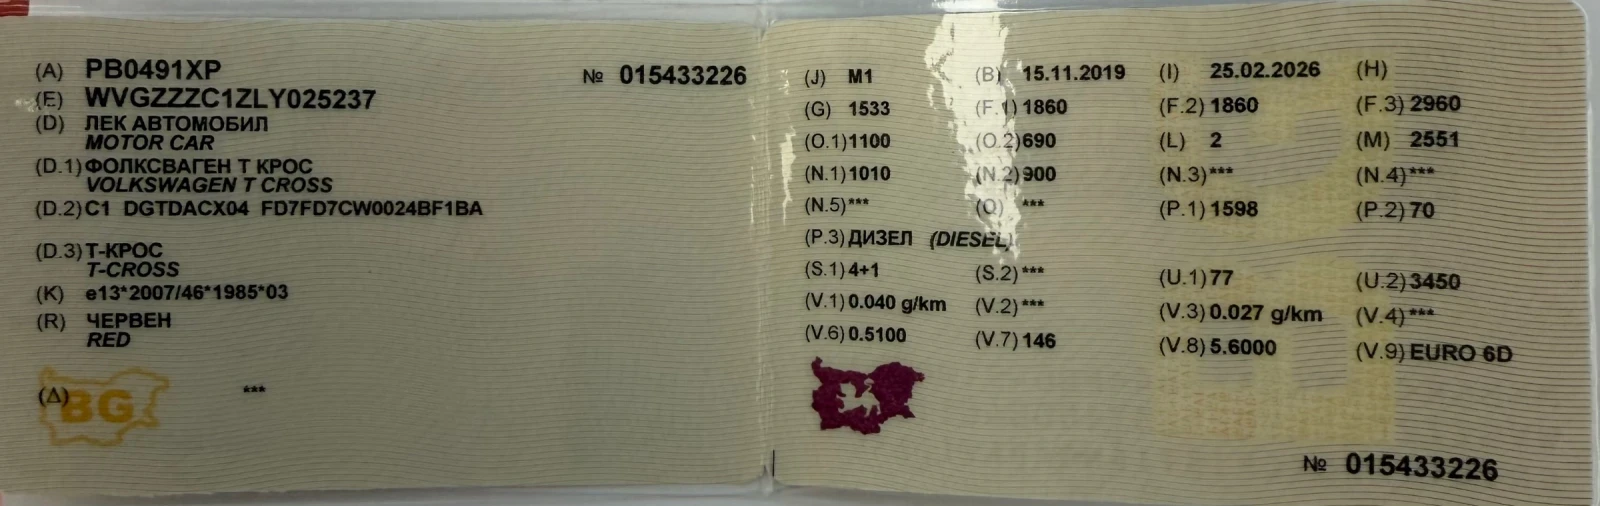 (A) PB0491XP
№ 015433226
(E) WVGZZZC1ZLY025237
(D) ЛЕК АВТОМОБИЛ
MOTOR CAR
(D.1) ФОЛКСВАГЕН Т КРОС
VOLKSWAGEN T CROSS
(D.2) C1 DGTDACX04 FD7FD7CW0024BF1BA
(D.3) Т-КРОС
T-CROSS
(K) e13*2007/46*1985*03
(R) ЧЕРВЕН
RED
(Δ) ***
BG
(J) M1 (B) 15.11.2019 (I) 25.02.2026 (H)
(G) 1533 (F.1) 1860 (F.2) 1860 (F.3) 2960
(O.1) 1100 (O.2) 690 (L) 2 (M) 2551
(N.1) 1010 (N.2) 900 (N.3) *** (N.4) ***
(N.5) *** (Q) *** (P.1) 1598 (P.2) 70
(P.3) ДИЗЕЛ (DIESEL)
(S.1) 4+1 (S.2) *** (U.1) 77 (U.2) 3450
(V.1) 0.040 g/km (V.2) *** (V.3) 0.027 g/km (V.4) ***
(V.6) 0.5100 (V.7) 146 (V.8) 5.6000 (V.9) EURO 6D
№ 015433226